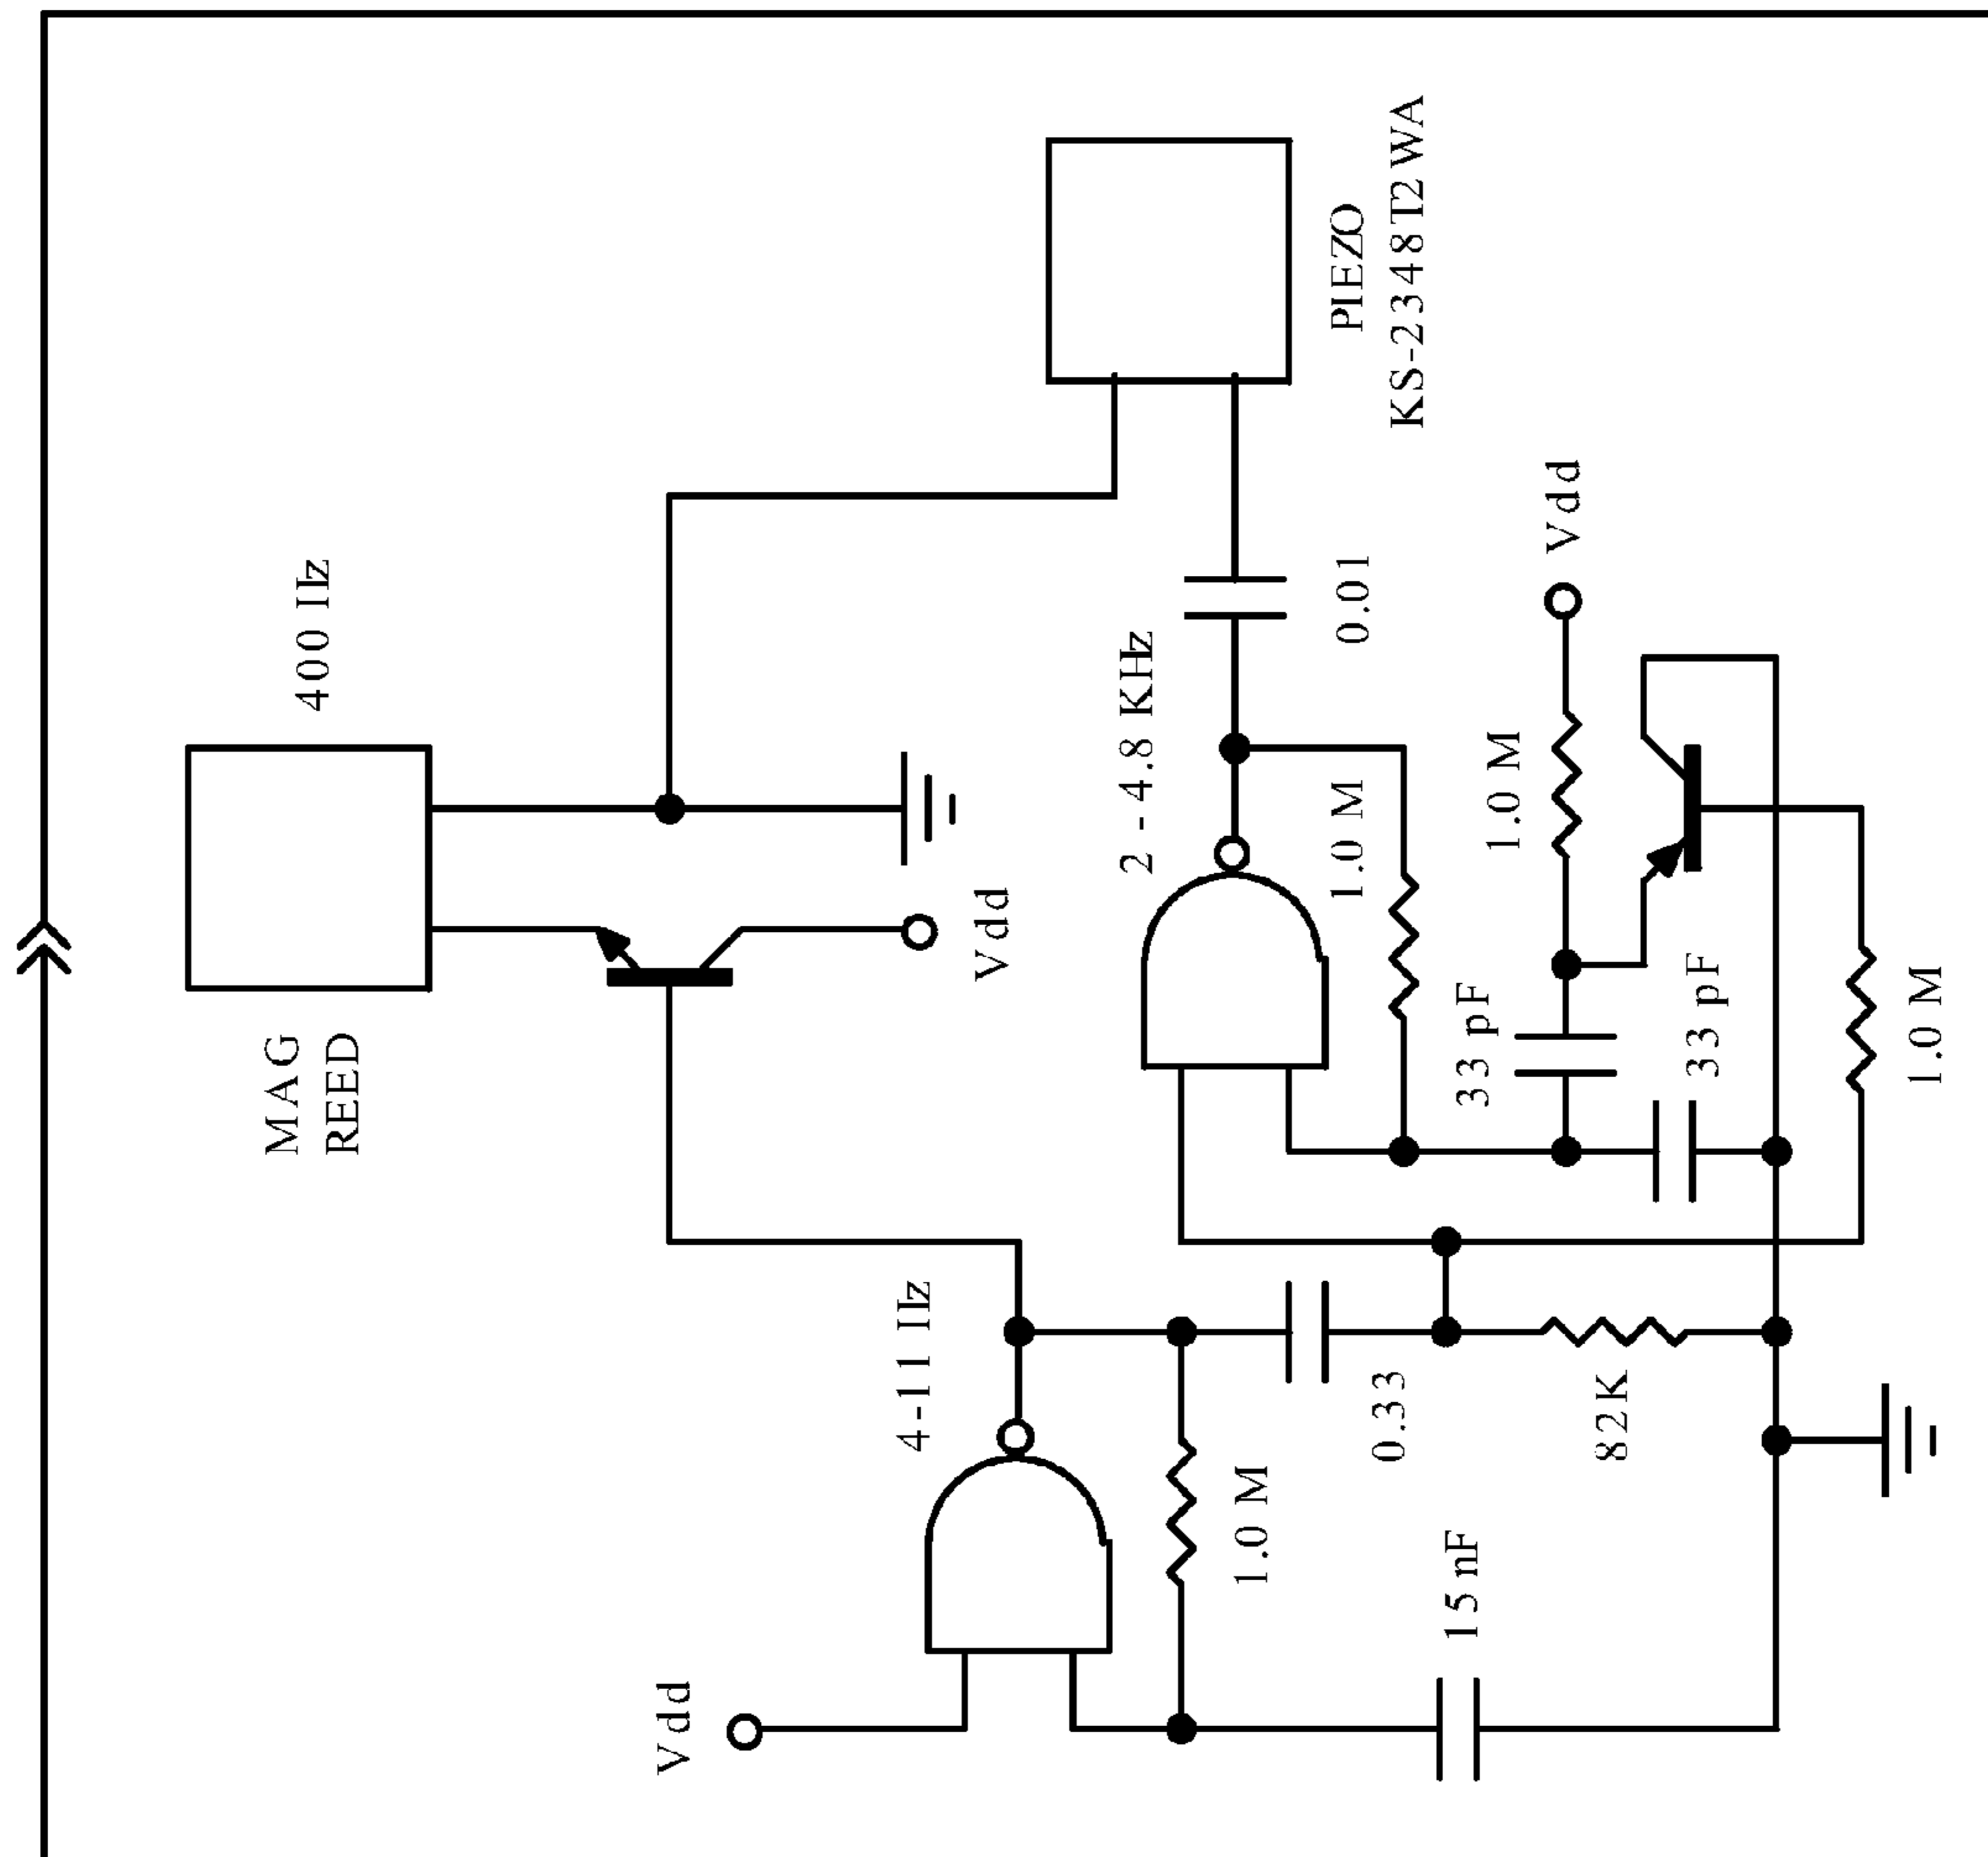 MAG
REED
400 Hz
Vdd
PIEZO
KS-2348T2WA
0.01
2 - 4.8 KHz
1.0 M
Vdd
1.0 M
33 pF
33 pF
1.0 M
4-11 Hz
0.33
82K
1.0 M
15 nF
Vdd